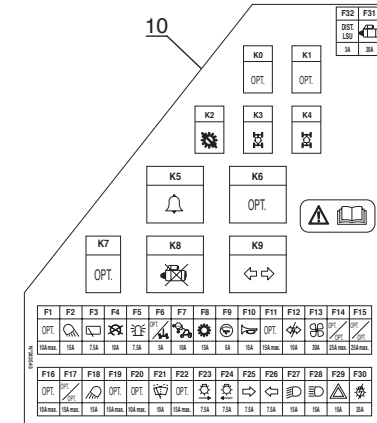 10
F32 F31
DIST. LSU
3A 20A
K0 K1
OPT. OPT.
K2 K3 K4
K5 K6
OPT.
K7 K8 K9
OPT.
F1 F2 F3 F4 F5 F6 F7 F8 F9 F10 F11 F12 F13 F14 F15
OPT. OPT. OPT. OPT. OPT.
10A max. 15A 7.5A 10A 7.5A 5A 10A 15A 5A 15A 15A max. 10A 30A 25A max. 25A max.
F16 F17 F18 F19 F20 F21 F22 F23 F24 F25 F26 F27 F28 F29 F30
OPT. OPT. OPT. OPT. OPT. OPT.
10A max. 15A max. 15A 10A max. 10A max. 10A 15A max. 7.5A 7.5A 7.5A 7.5A 15A 15A 15A 25A